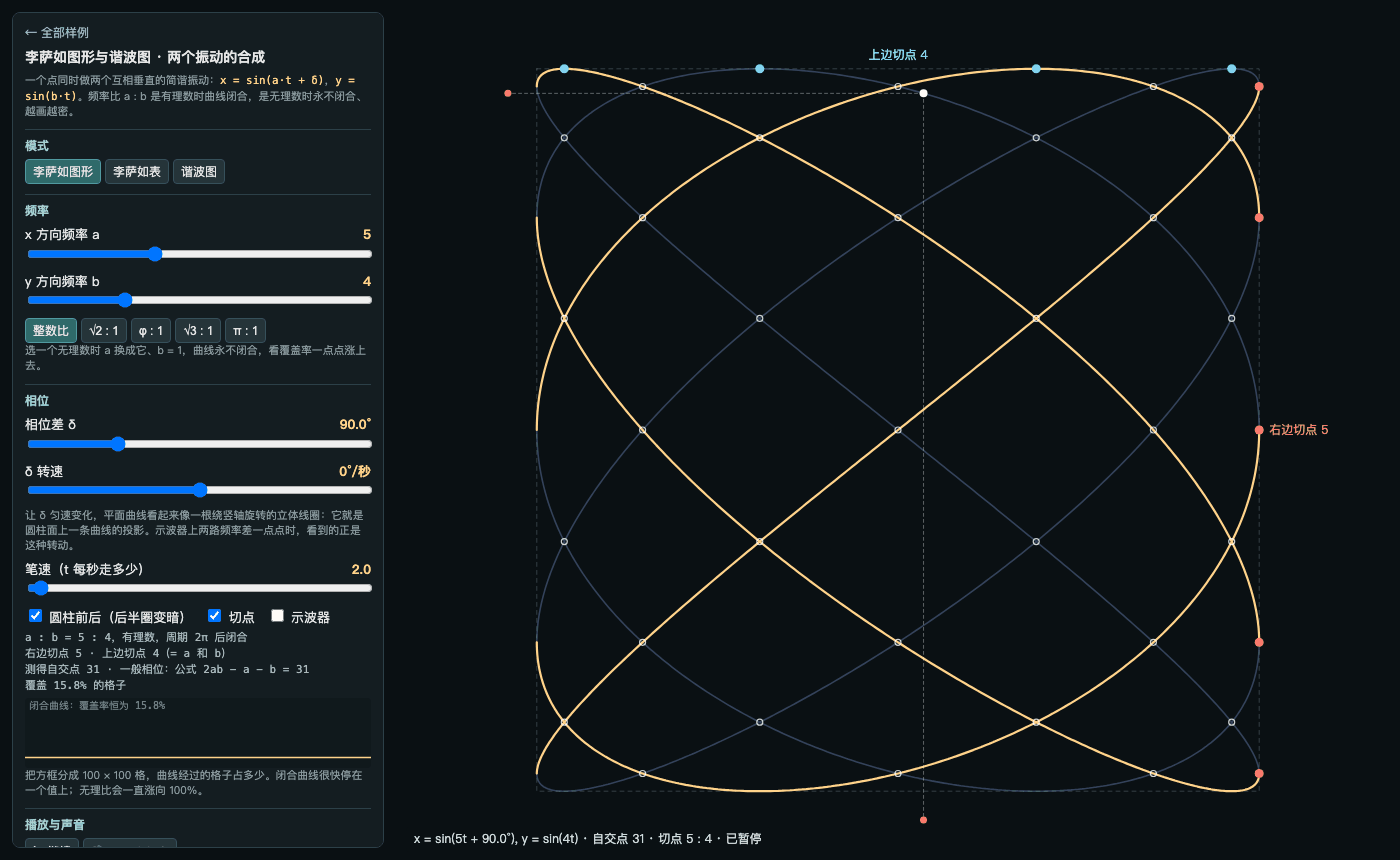 ← 全部样例
李萨如图形与谐波图 · 两个振动的合成
一个点同时做两个互相垂直的简谐振动：x = sin(a·t + δ)，y =
sin(b·t)。频率比 a : b 是有理数时曲线闭合，是无理数时永不闭合、
越画越密。
模式
李萨如图形 李萨如表 谐波图
频率
x 方向频率 a 5
y 方向频率 b 4
整数比 √2 : 1 φ : 1 √3 : 1 π : 1
选一个无理数时 a 换成它、b = 1，曲线永不闭合，看覆盖率一点点涨上
去。
相位
相位差 δ 90.0°
δ 转速 0°/秒
让 δ 匀速变化，平面曲线看起来像一根绕竖轴旋转的立体线圈：它就是
圆柱面上一条曲线的投影。示波器上两路频率差一点点时，看到的正是
这种转动。
笔速（t 每秒走多少） 2.0
圆柱前后（后半圈变暗） 切点 示波器
a : b = 5 : 4，有理数，周期 2π 后闭合
右边切点 5 · 上边切点 4（= a 和 b）
测得自交点 31 · 一般相位：公式 2ab − a − b = 31
覆盖 15.8% 的格子
闭合曲线：覆盖率恒为 15.8%
把方框分成 100 × 100 格，曲线经过的格子占多少。闭合曲线很快停在
一个值上；无理比会一直涨向 100%。
播放与声音
上边切点 4
右边切点 5
x = sin(5t + 90.0°), y = sin(4t) · 自交点 31 · 切点 5 : 4 · 已暂停